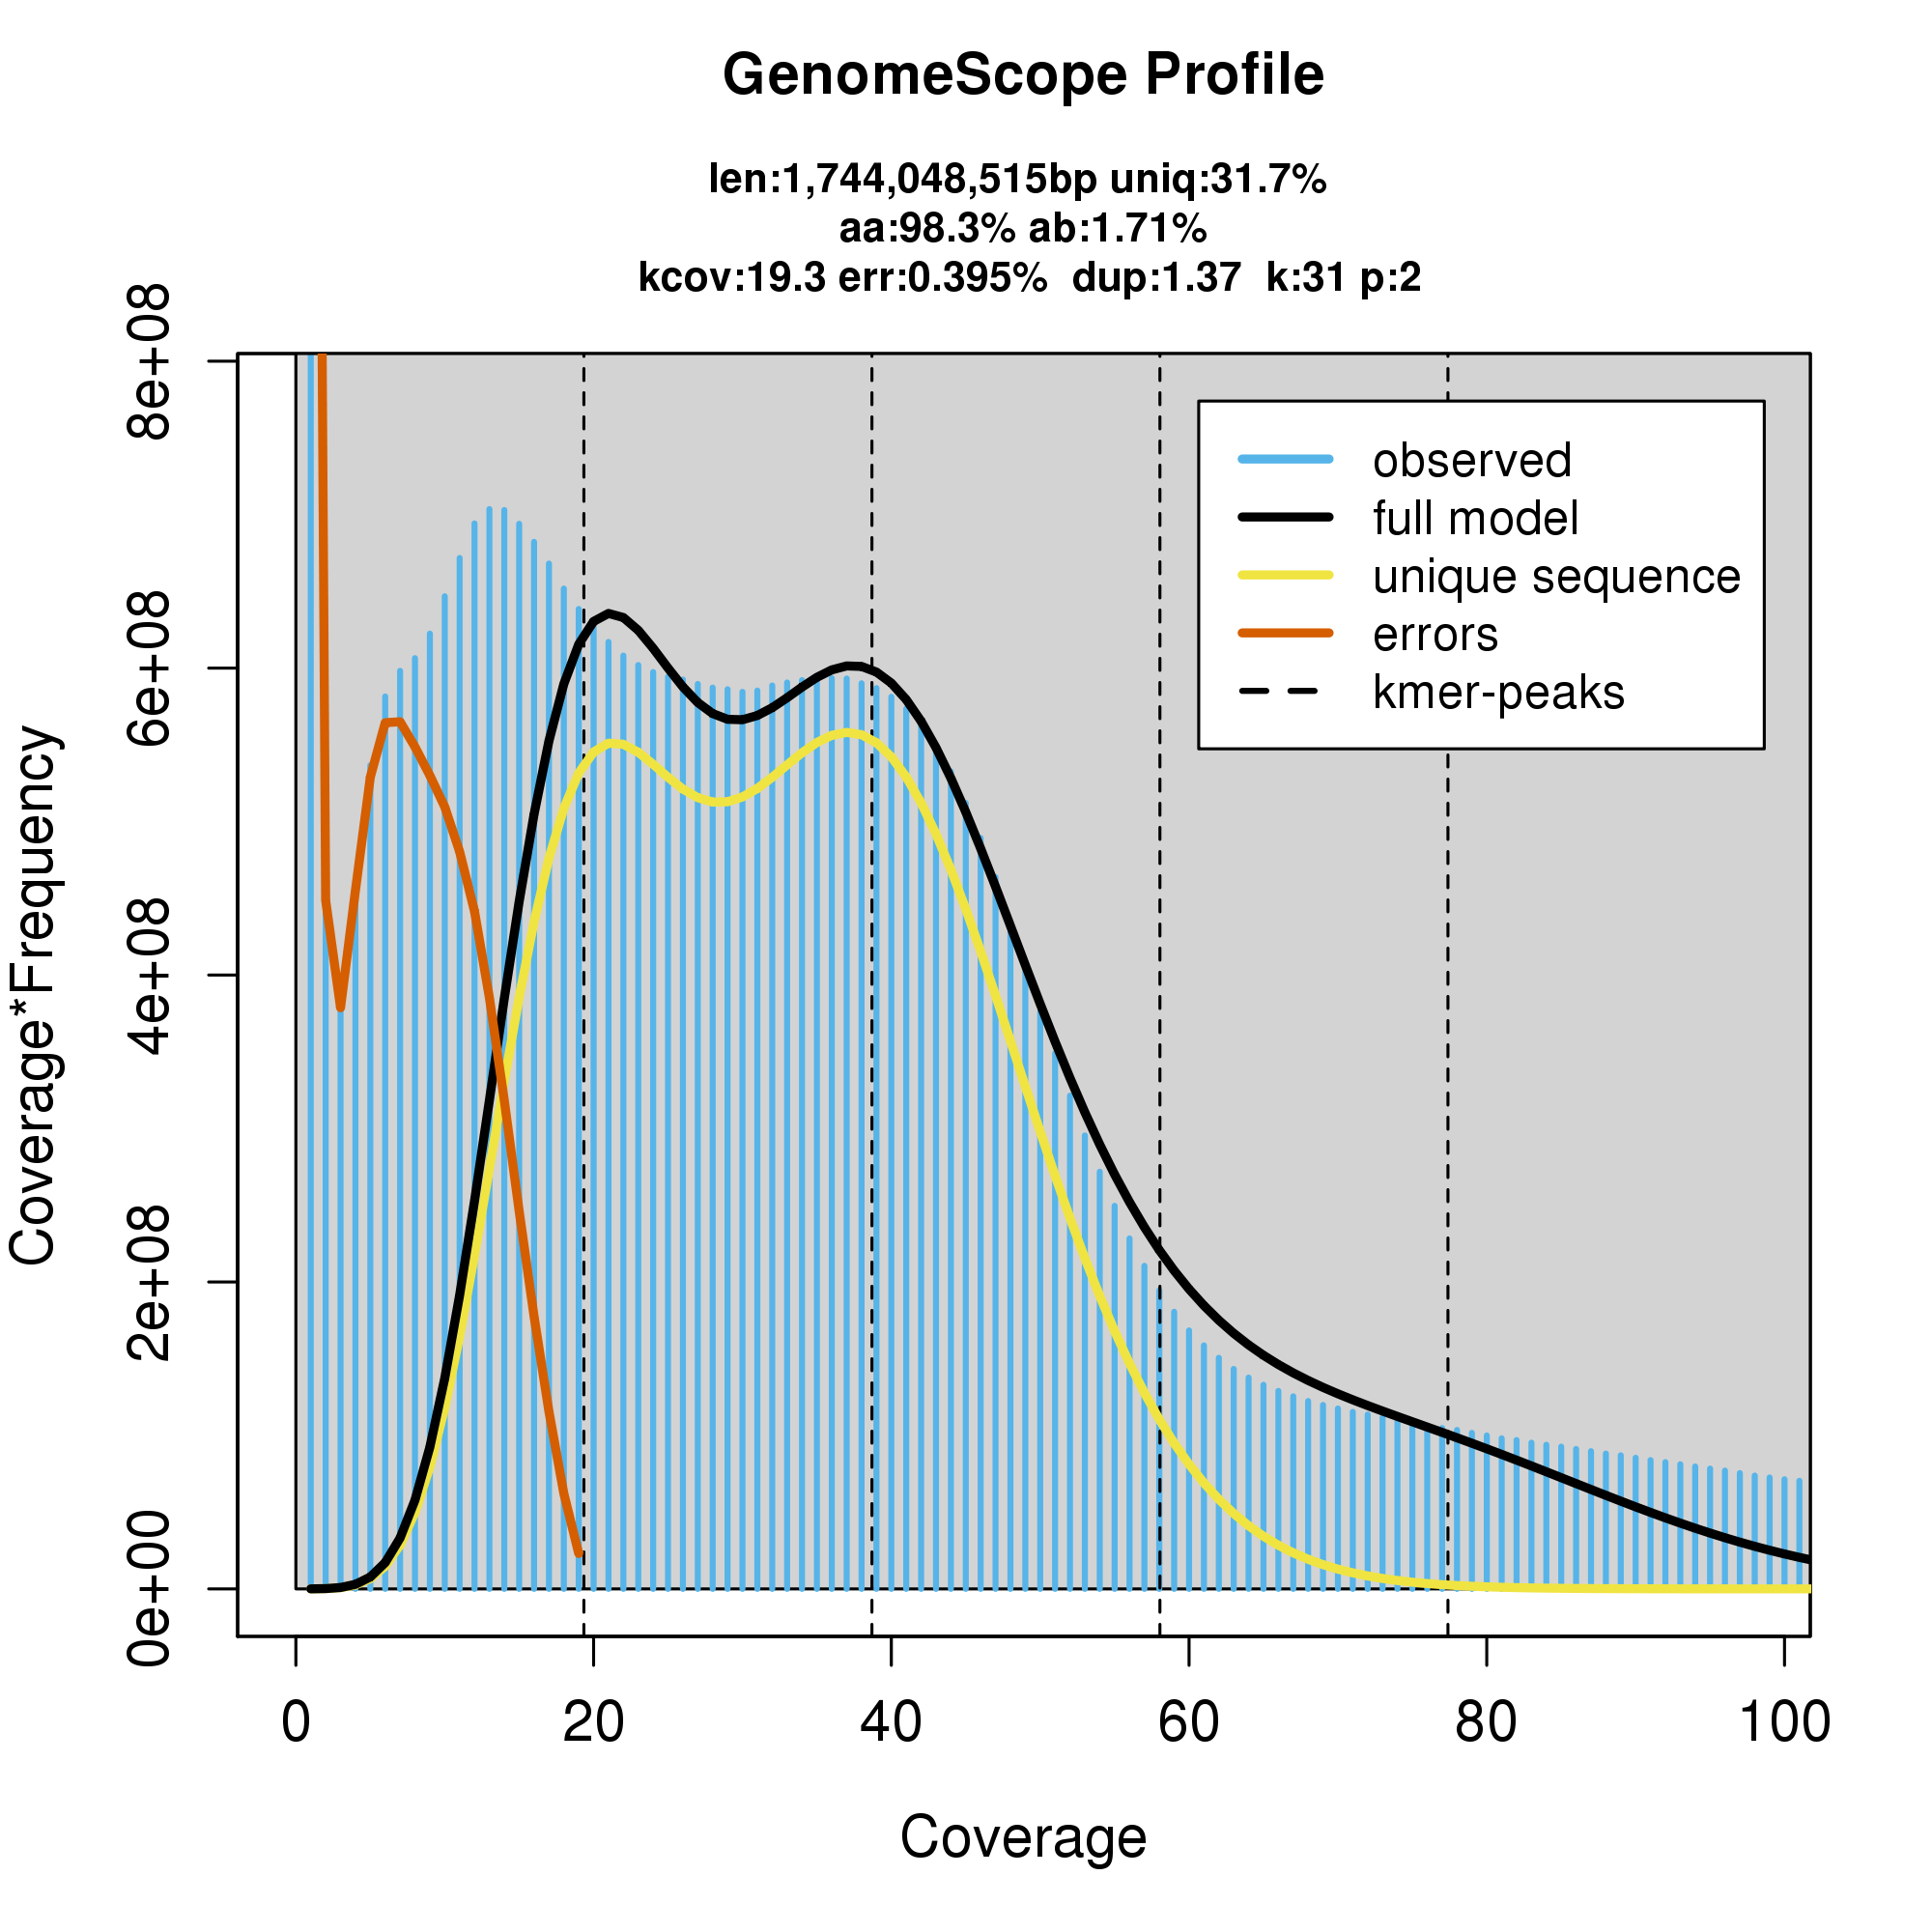 GenomeScope Profile
len:1,744,048,515bp uniq:31.7%
aa:98.3% ab:1.71%
kcov:19.3 err:0.395% dup:1.37 k:31 p:2
observed
full model
unique sequence
errors
kmer-peaks
Coverage*Frequency
8e+08
6e+08
4e+08
2e+08
0e+00
0 20 40 60 80 100
Coverage